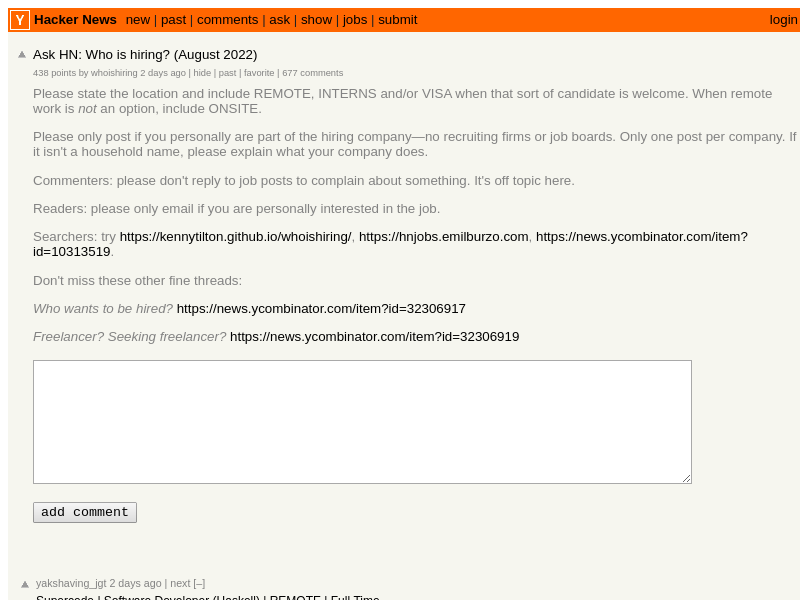 Y Hacker News new | past | comments | ask | show | jobs | submit login
Ask HN: Who is hiring? (August 2022)
438 points by whoishiring 2 days ago | hide | past | favorite | 677 comments
Please state the location and include REMOTE, INTERNS and/or VISA when that sort of candidate is welcome. When remote
work is not an option, include ONSITE.
Please only post if you personally are part of the hiring company—no recruiting firms or job boards. Only one post per company. If
it isn't a household name, please explain what your company does.
Commenters: please don't reply to job posts to complain about something. It's off topic here.
Readers: please only email if you are personally interested in the job.
Searchers: try https://kennytilton.github.io/whoishiring/, https://hnjobs.emilburzo.com, https://news.ycombinator.com/item?
id=10313519.
Don't miss these other fine threads:
Who wants to be hired? https://news.ycombinator.com/item?id=32306917
Freelancer? Seeking freelancer? https://news.ycombinator.com/item?id=32306919
add comment
yakshaving_jgt 2 days ago | next [–]
Supercede | Software Developer (Haskell) | REMOTE | Full-Time